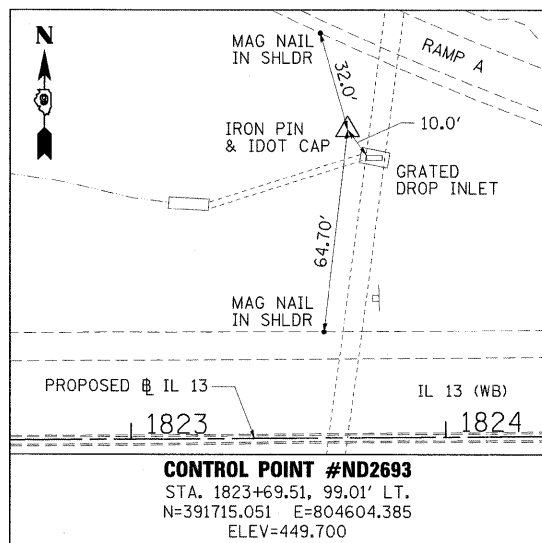 N
MAG NAIL
IN SHLDR
RAMP A
32.0'
IRON PIN
& IDOT CAP
10.0'
GRATED
DROP INLET
64.70'
MAG NAIL
IN SHLDR
PROPOSED ℄ IL 13
IL 13 (WB)
1823
1824
CONTROL POINT #ND2693
STA. 1823+69.51, 99.01' LT.
N=391715.051 E=804604.385
ELEV=449.700